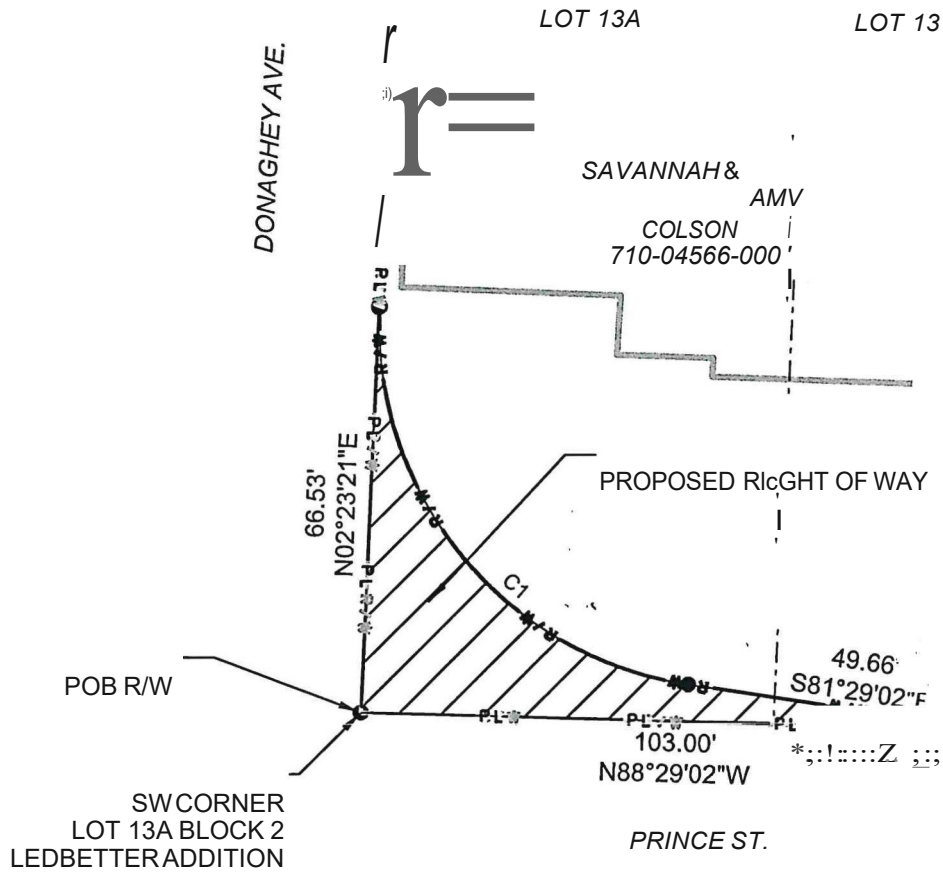 LOT 13A
LOT 13
DONAGHEY AVE.
r
;i)
r=
SAVANNAH &
AMV
COLSON
710-04566-000
66.53'
N02°23'21"E
PROPOSED RIcGHT OF WAY
C1
R/W
R/W
POB R/W
49.66'
S81°29'02"E
PL
PL
103.00'
N88°29'02"W
SW CORNER
LOT 13A BLOCK 2
LEDBETTER ADDITION
PRINCE ST.